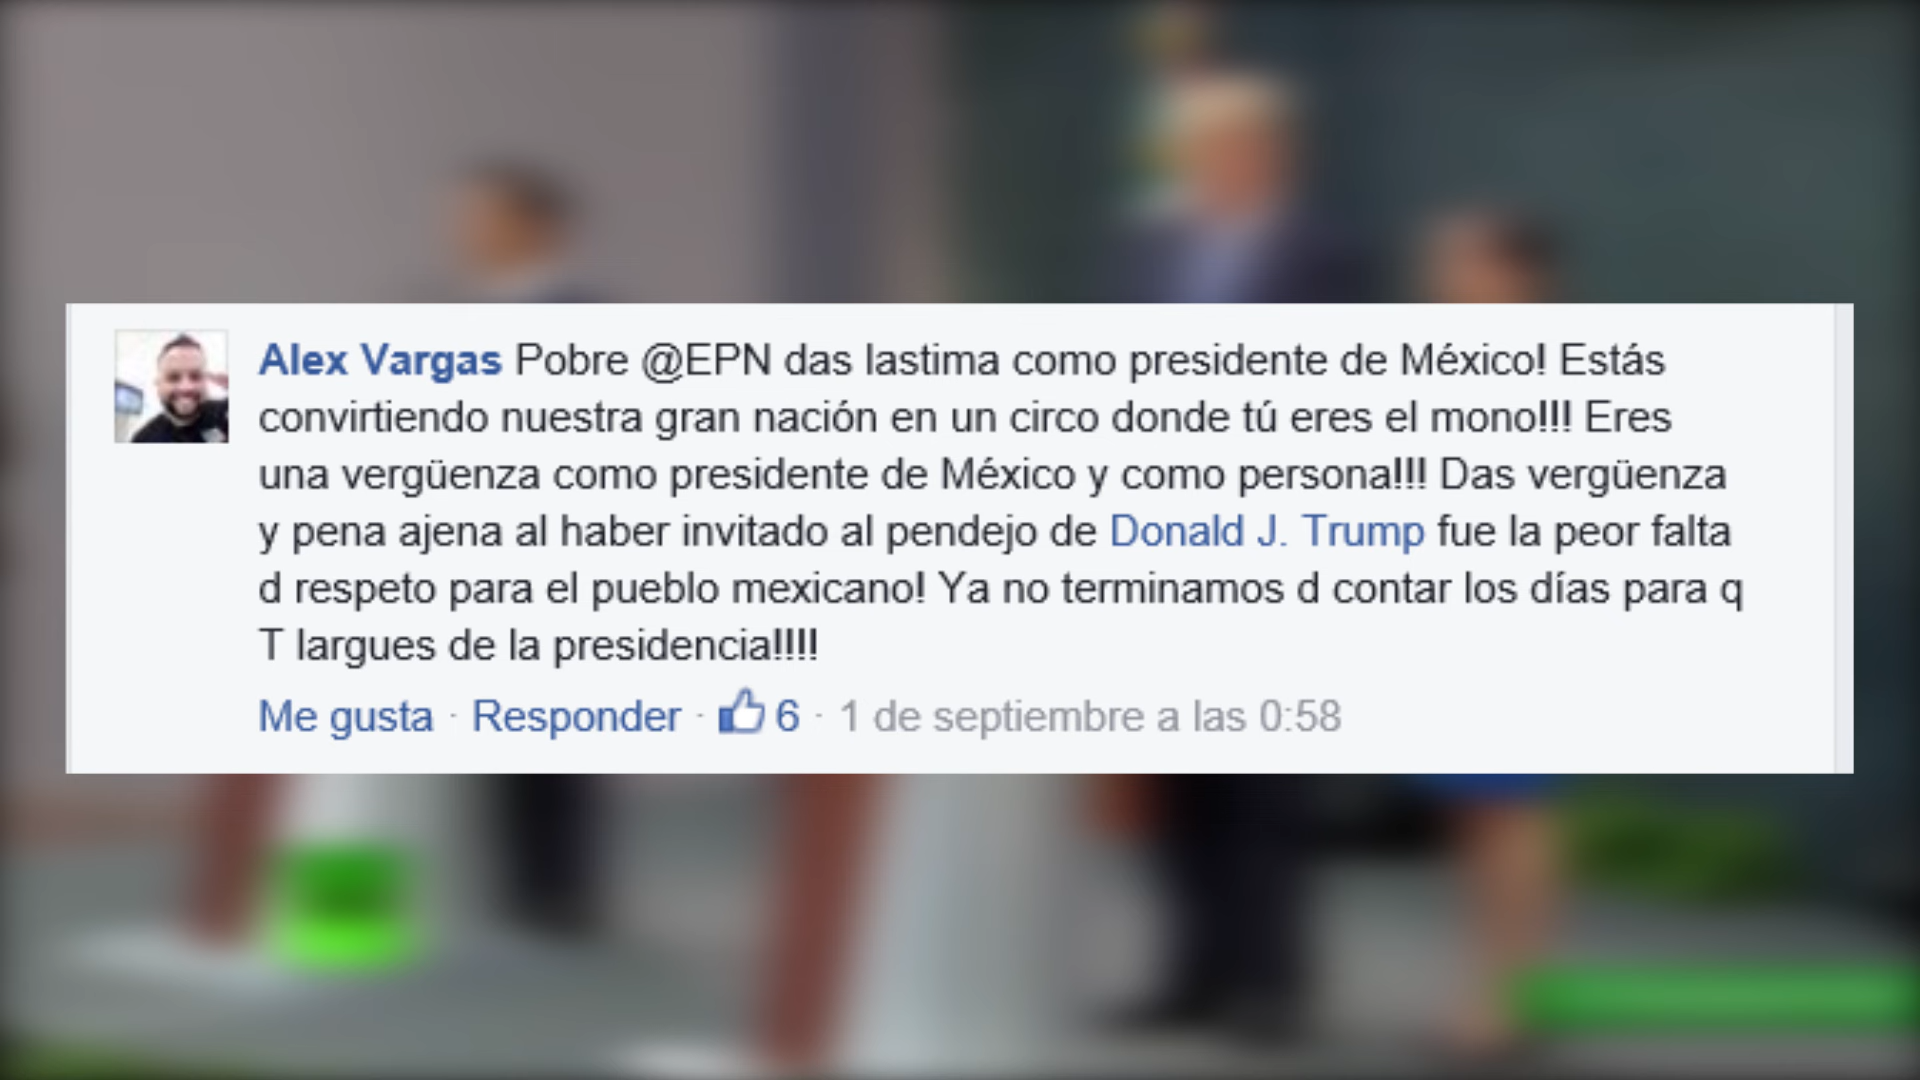 Alex Vargas Pobre @EPN das lastima como presidente de México! Estás
convirtiendo nuestra gran nación en un circo donde tú eres el mono!!! Eres
una vergüenza como presidente de México y como persona!!! Das vergüenza
y pena ajena al haber invitado al pendejo de Donald J. Trump fue la peor falta
d respeto para el pueblo mexicano! Ya no terminamos d contar los días para q
T largues de la presidencia!!!!
Me gusta · Responder · 6 · 1 de septiembre a las 0:58